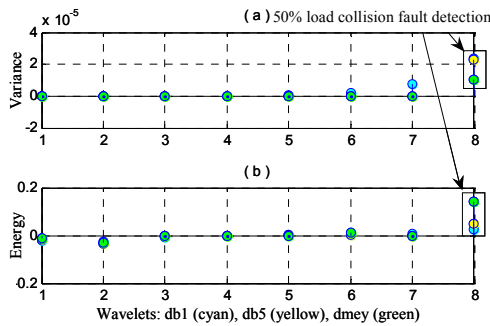 ( a ) 50% load collision fault detection
x 10⁻⁵
4
2
0
-2
Variance
1 2 3 4 5 6 7 8
( b )
0.2
0
0.2
Energy
1 2 3 4 5 6 7 8
Wavelets: db1 (cyan), db5 (yellow), dmey (green)